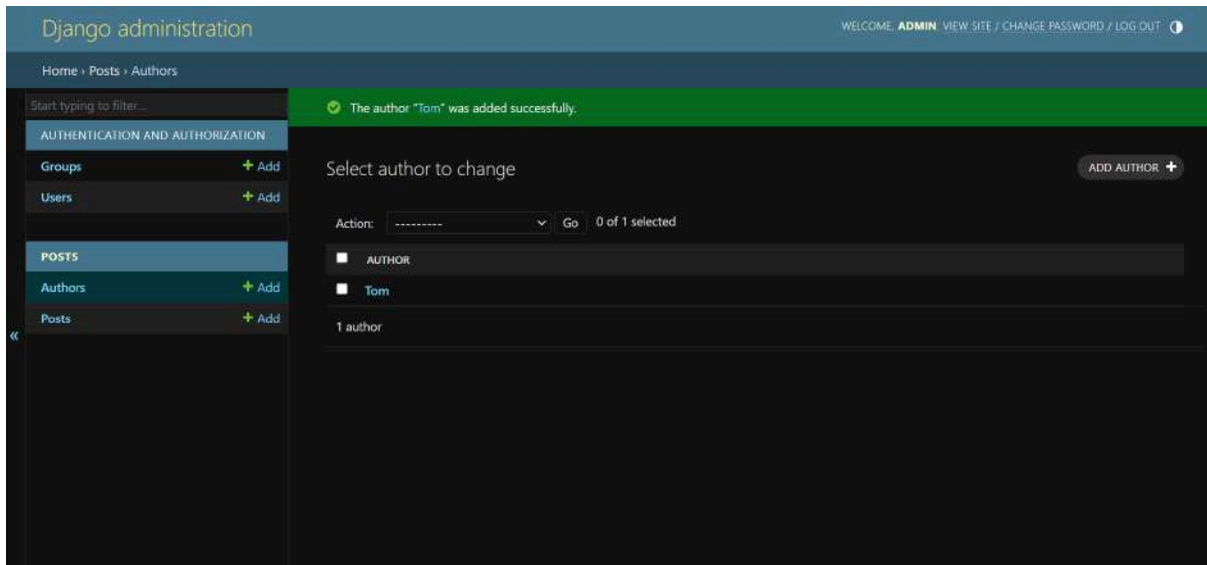 Django administration
WELCOME, ADMIN. VIEW SITE / CHANGE PASSWORD / LOG OUT
Home › Posts › Authors
Start typing to filter...
AUTHENTICATION AND AUTHORIZATION
Groups + Add
Users + Add
POSTS
Authors + Add
Posts + Add
«
The author "Tom" was added successfully.
Select author to change
ADD AUTHOR +
Action: --------- Go 0 of 1 selected
AUTHOR
Tom
1 author